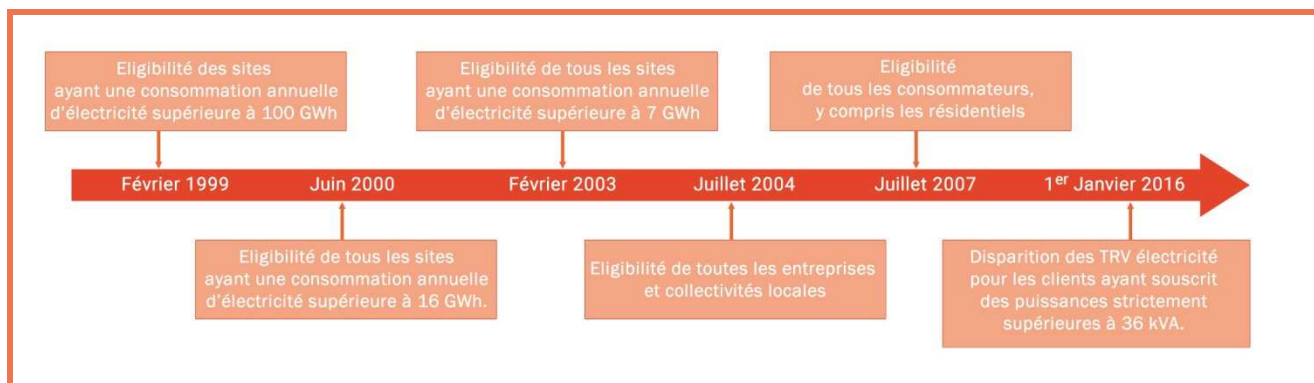 Eligibilité des sites
ayant une consommation annuelle
d'électricité supérieure à 100 GWh
Eligibilité de tous les sites
ayant une consommation annuelle
d'électricité supérieure à 7 GWh
Eligibilité
de tous les consommateurs,
y compris les résidentiels
Février 1999
Juin 2000
Février 2003
Juillet 2004
Juillet 2007
1er Janvier 2016
Eligibilité de tous les sites
ayant une consommation annuelle
d'électricité supérieure à 16 GWh.
Eligibilité de toutes les entreprises
et collectivités locales
Disparition des TRV électricité
pour les clients ayant souscrit
des puissances strictement
supérieures à 36 kVA.